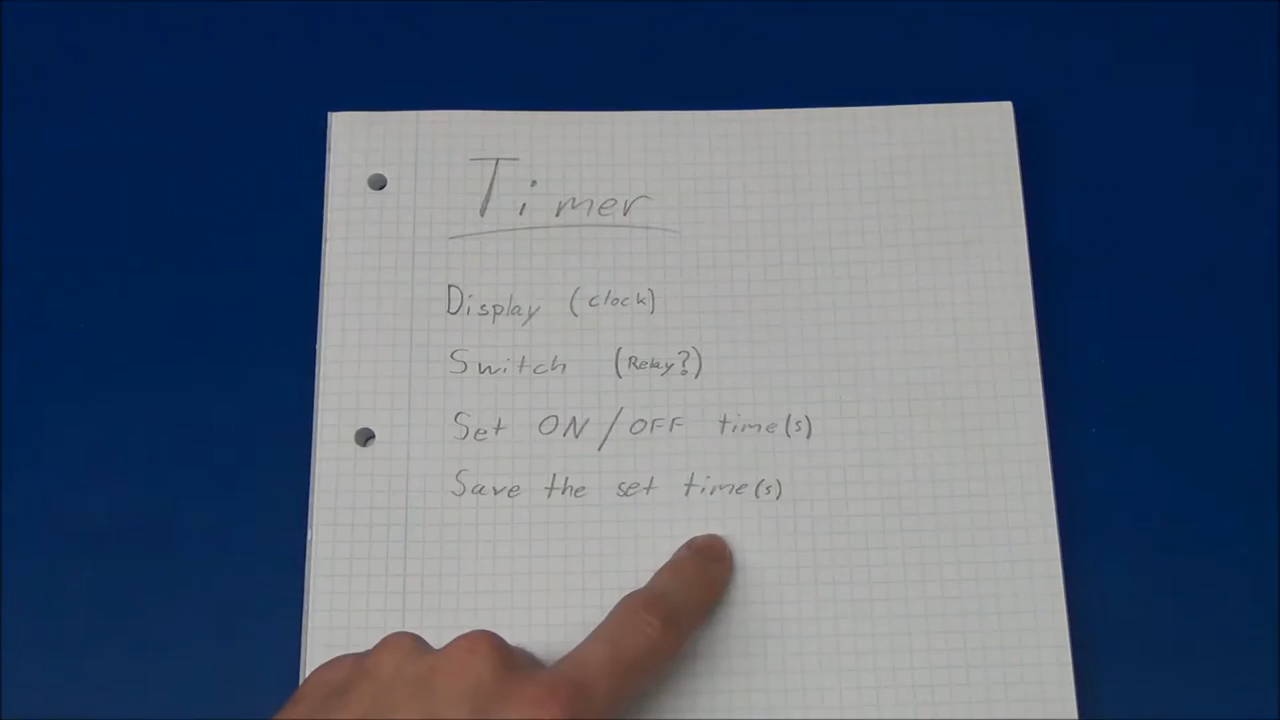 Timer
Display (clock)
Switch (Relay?)
Set ON/OFF time(s)
Save the set time(s)